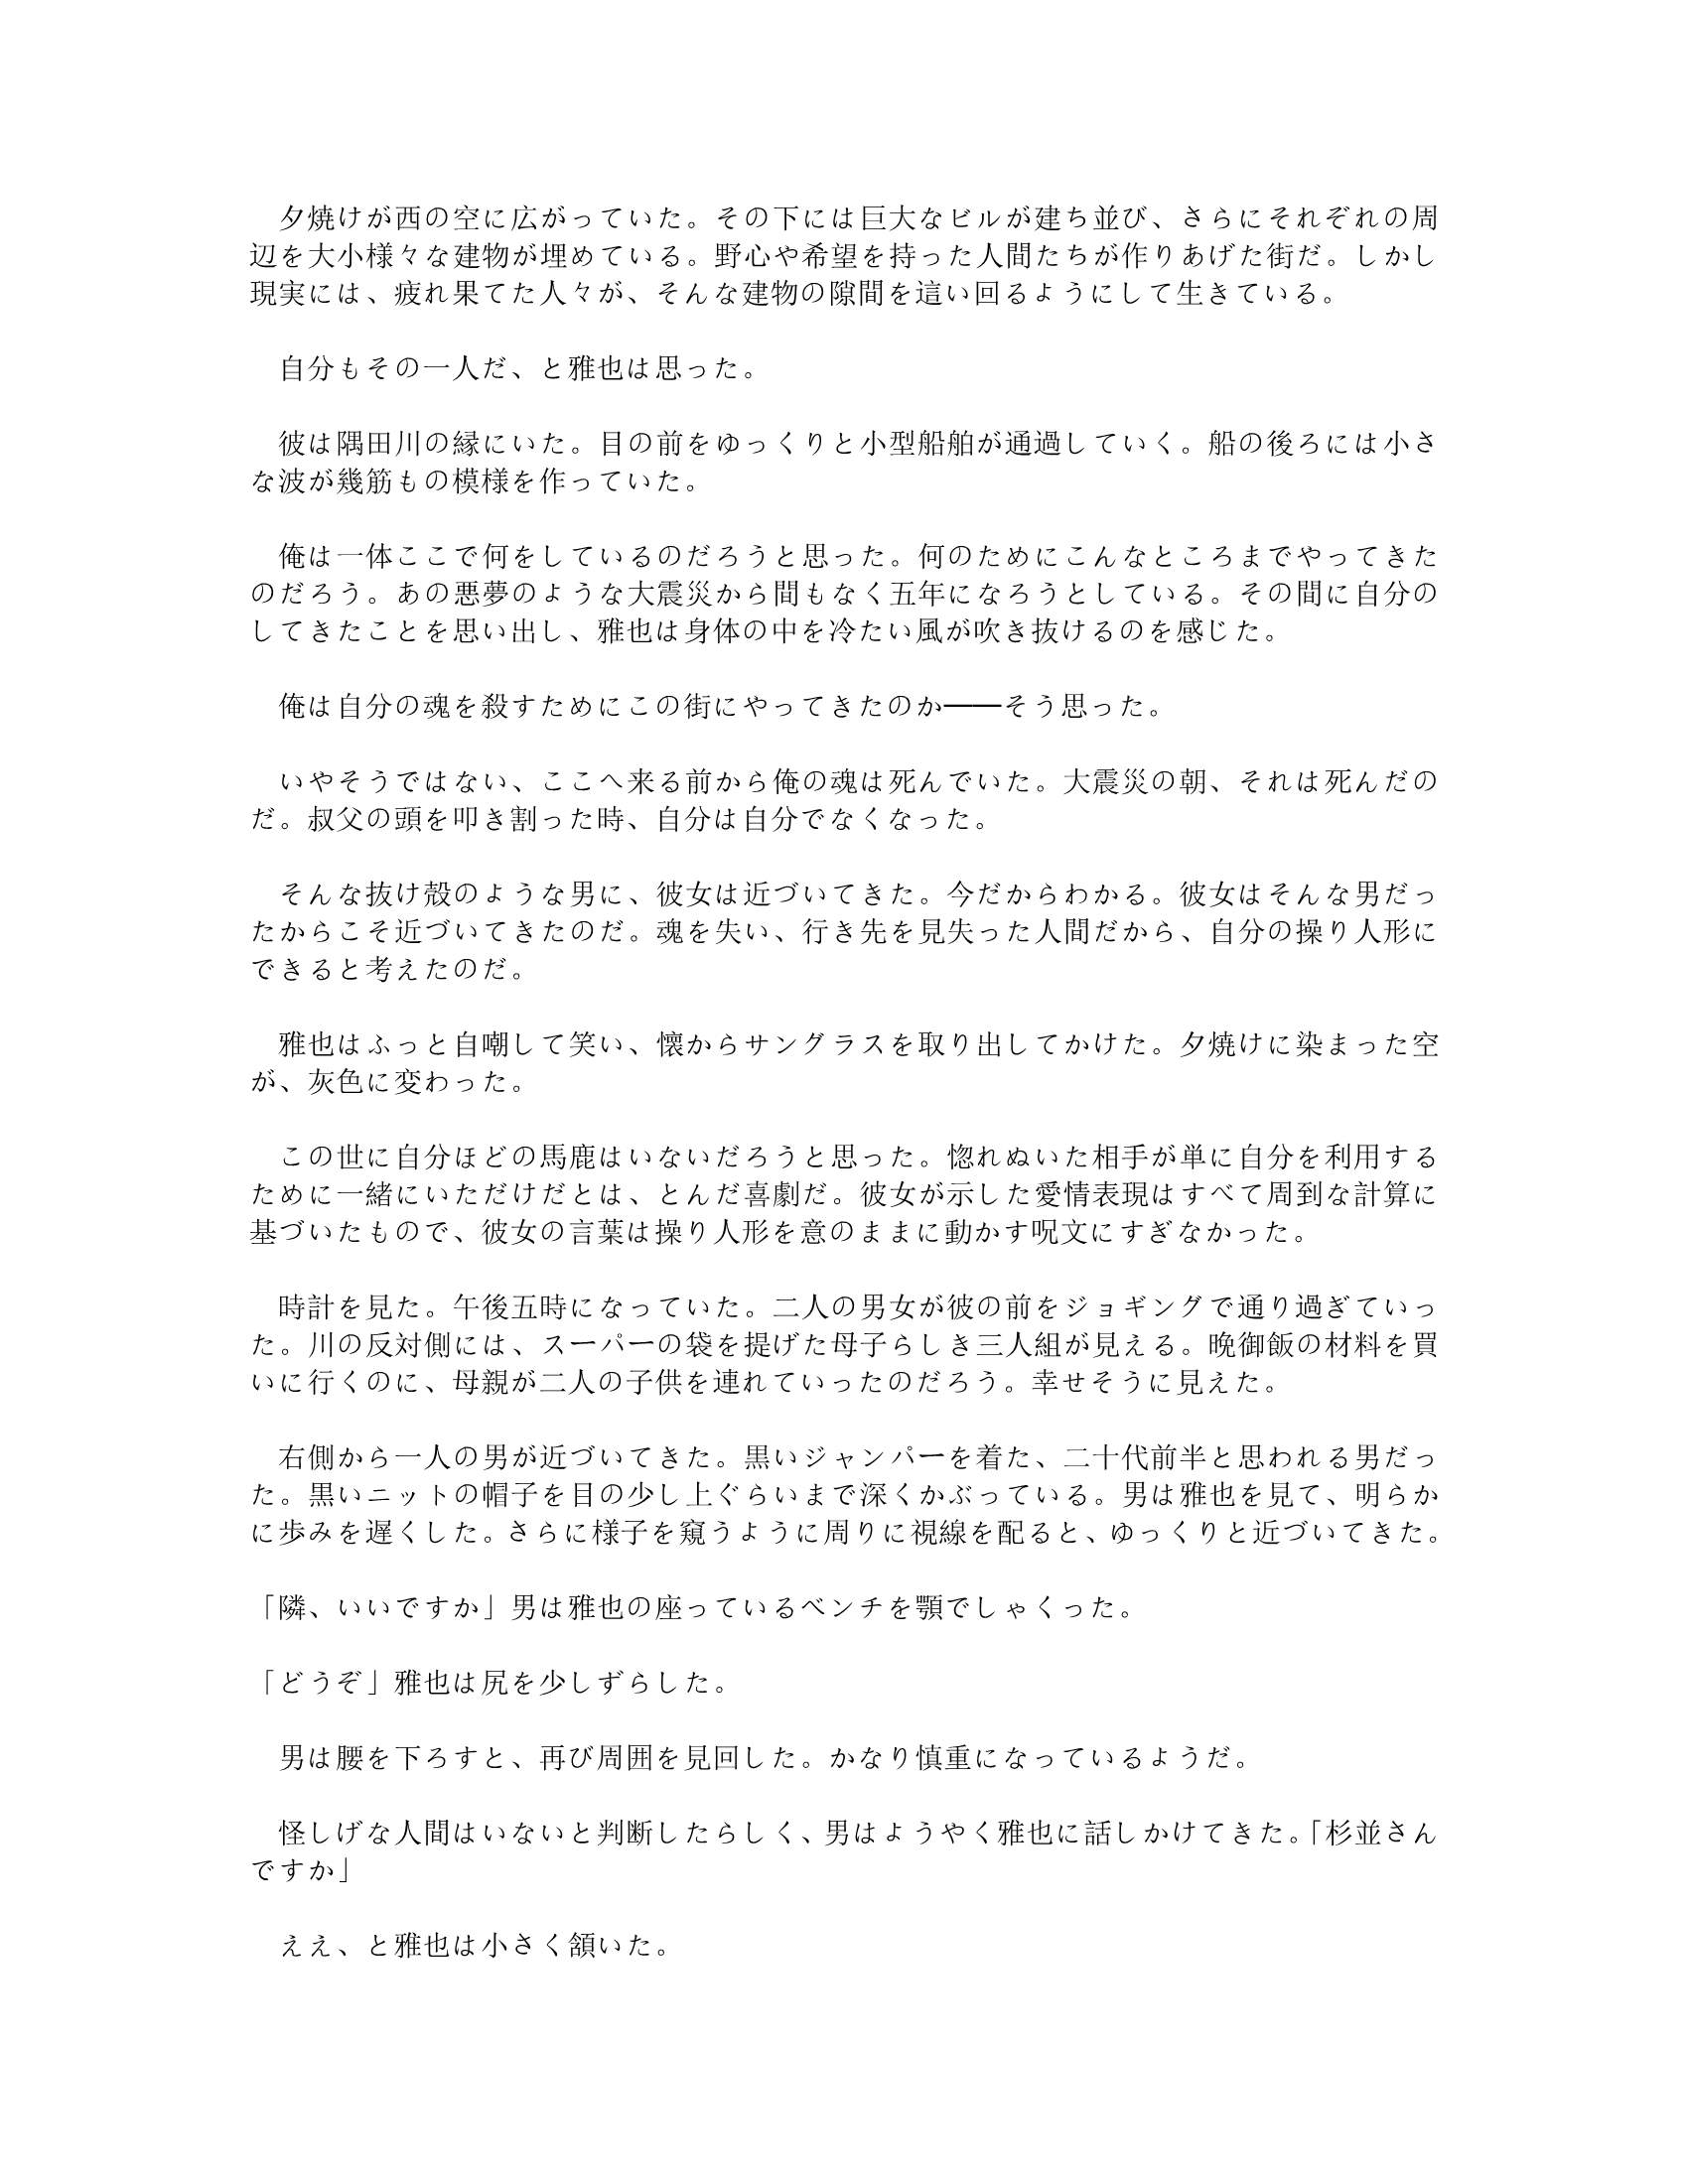 夕焼けが西の空に広がっていた。その下には巨大なビルが建ち並び、さらにそれぞれの周
辺を大小様々な建物が埋めている。野心や希望を持った人間たちが作りあげた街だ。しかし
現実には、疲れ果てた人々が、そんな建物の隙間を這い回るようにして生きている。
　自分もその一人だ、と雅也は思った。
　彼は隅田川の縁にいた。目の前をゆっくりと小型船舶が通過していく。船の後ろには小さ
な波が幾筋もの模様を作っていた。
　俺は一体ここで何をしているのだろうと思った。何のためにこんなところまでやってきた
のだろう。あの悪夢のような大震災から間もなく五年になろうとしている。その間に自分の
してきたことを思い出し、雅也は身体の中を冷たい風が吹き抜けるのを感じた。
　俺は自分の魂を殺すためにこの街にやってきたのか――そう思った。
　いやそうではない、ここへ来る前から俺の魂は死んでいた。大震災の朝、それは死んだの
だ。叔父の頭を叩き割った時、自分は自分でなくなった。
　そんな抜け殻のような男に、彼女は近づいてきた。今だからわかる。彼女はそんな男だっ
たからこそ近づいてきたのだ。魂を失い、行き先を見失った人間だから、自分の操り人形に
できると考えたのだ。
　雅也はふっと自嘲して笑い、懐からサングラスを取り出してかけた。夕焼けに染まった空
が、灰色に変わった。
　この世に自分ほどの馬鹿はいないだろうと思った。惚れぬいた相手が単に自分を利用する
ために一緒にいただけだとは、とんだ喜劇だ。彼女が示した愛情表現はすべて周到な計算に
基づいたもので、彼女の言葉は操り人形を意のままに動かす呪文にすぎなかった。
　時計を見た。午後五時になっていた。二人の男女が彼の前をジョギングで通り過ぎていっ
た。川の反対側には、スーパーの袋を提げた母子らしき三人組が見える。晩御飯の材料を買
いに行くのに、母親が二人の子供を連れていったのだろう。幸せそうに見えた。
　右側から一人の男が近づいてきた。黒いジャンパーを着た、二十代前半と思われる男だっ
た。黒いニットの帽子を目の少し上ぐらいまで深くかぶっている。男は雅也を見て、明らか
に歩みを遅くした。さらに様子を窺うように周りに視線を配ると、ゆっくりと近づいてきた。
「隣、いいですか」男は雅也の座っているベンチを顎でしゃくった。
「どうぞ」雅也は尻を少しずらした。
　男は腰を下ろすと、再び周囲を見回した。かなり慎重になっているようだ。
　怪しげな人間はいないと判断したらしく、男はようやく雅也に話しかけてきた。「杉並さん
ですか」
　ええ、と雅也は小さく頷いた。